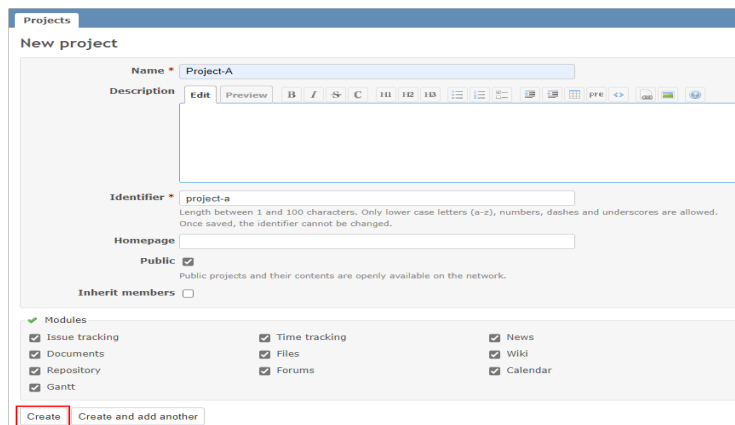 Projects
New project
Name * Project-A
Description Edit Preview B I S C H1 H2 H3 pre <>
Identifier * project-a
Length between 1 and 100 characters. Only lower case letters (a-z), numbers, dashes and underscores are allowed.
Once saved, the identifier cannot be changed.
Homepage
Public
Public projects and their contents are openly available on the network.
Inherit members
Modules
Issue tracking Time tracking News
Documents Files Wiki
Repository Forums Calendar
Gantt
Create Create and add another